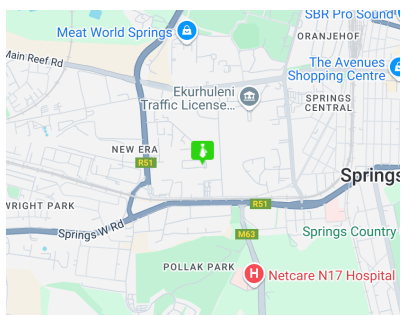 SBR Pro Sound
Meat World Springs
ORANJEHOF
Main Reef Rd
The Avenues
Shopping Centre
Ekurhuleni
Traffic License...
SPRINGS
CENTRAL
NEW ERA
R51
Springs
WRIGHT PARK
R51
Springs W Rd
M63
Springs Country
POLLAK PARK
H
Netcare N17 Hospital